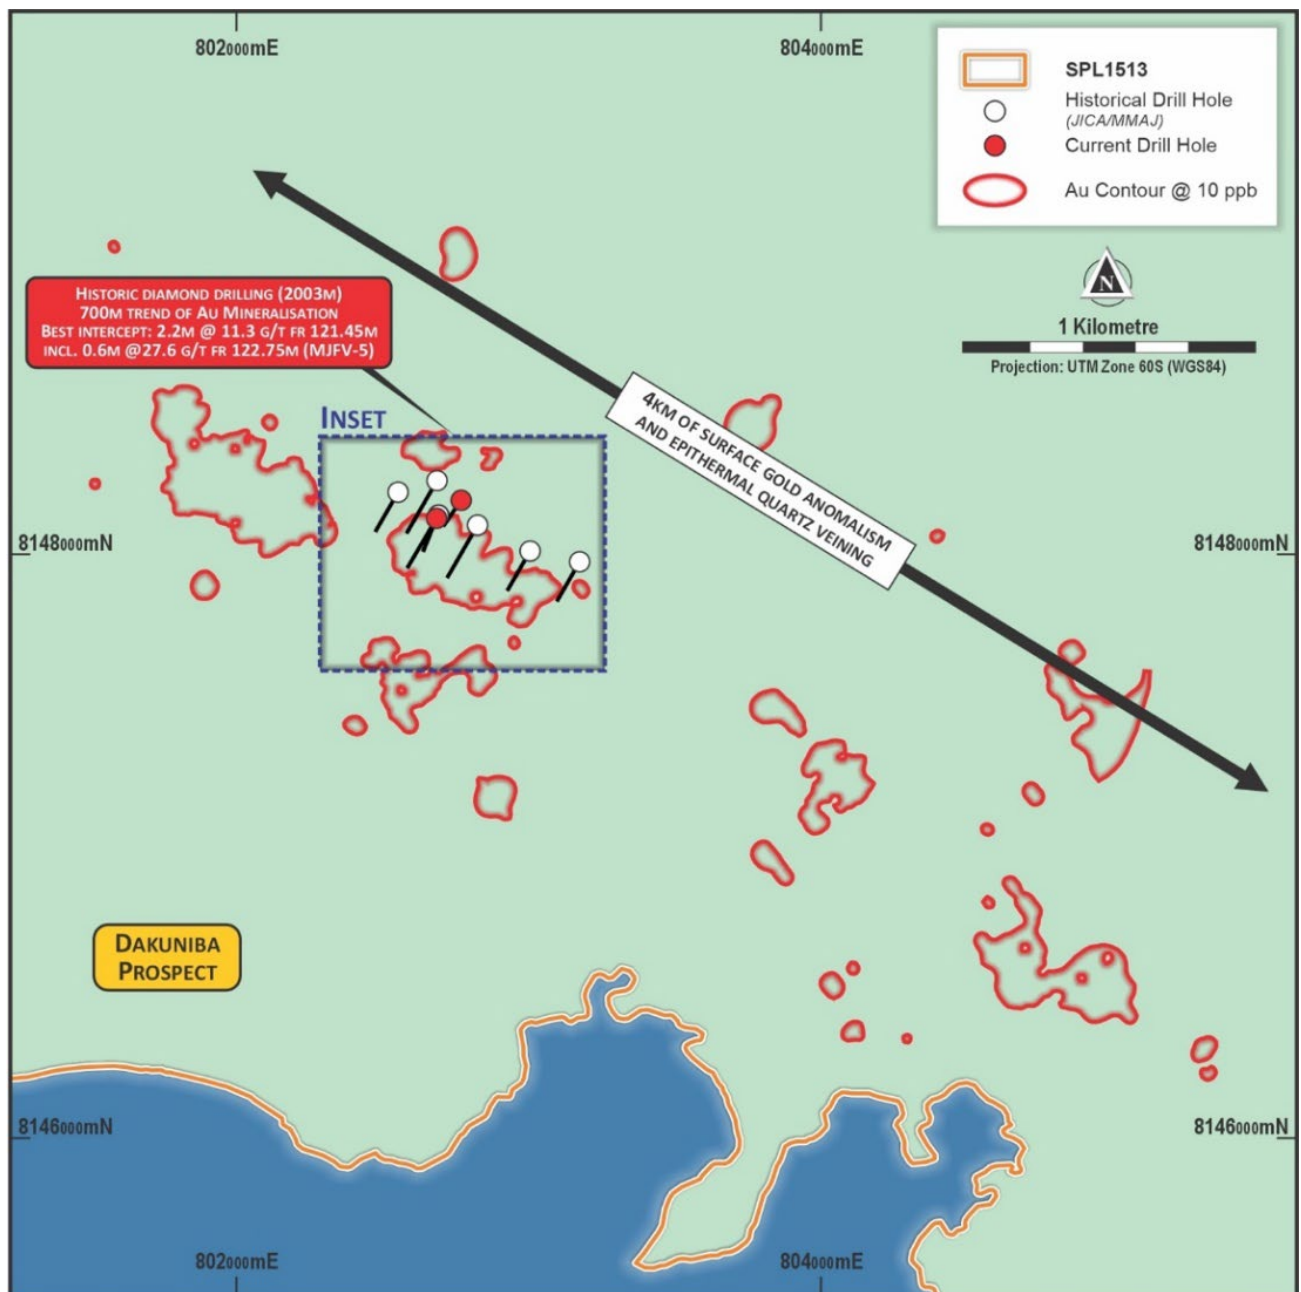 802000mE
804000mE
SPL1513
Historical Drill Hole
(JICA/MMAJ)
Current Drill Hole
Au Contour @ 10 ppb
N
1 Kilometre
Projection: UTM Zone 60S (WGS84)
HISTORIC DIAMOND DRILLING (2003M)
700M TREND OF AU MINERALISATION
BEST INTERCEPT: 2.2M @ 11.3 G/T FR 121.45M
INCL. 0.6M @27.6 G/T FR 122.75M (MJFV-5)
INSET
4KM OF SURFACE GOLD ANOMALISM
AND EPITHERMAL QUARTZ VEINING
8148000mN
8148000mN
DAKUNIBA
PROSPECT
8146000mN
8146000mN
802000mE
804000mE